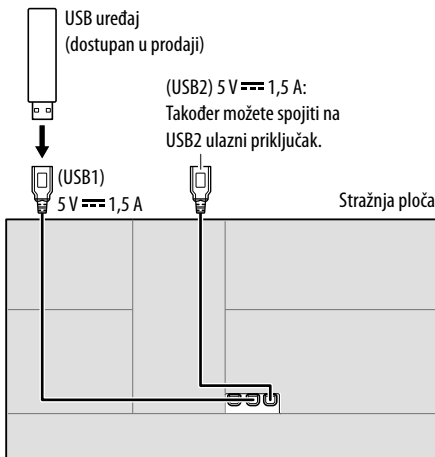 USB uređaj
(dostupan u prodaji)
(USB2) 5 V ⎓ 1,5 A:
Također možete spojiti na
USB2 ulazni priključak.
(USB1)
5 V ⎓ 1,5 A
Stražnja ploča